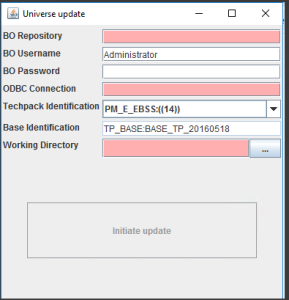 Universe update
BO Repository
BO Username Administrator
BO Password
ODBC Connection
Techpack Identification PM_E_EBSS:((14))
Base Identification TP_BASE:BASE_TP_20160518
Working Directory ...
Initiate update